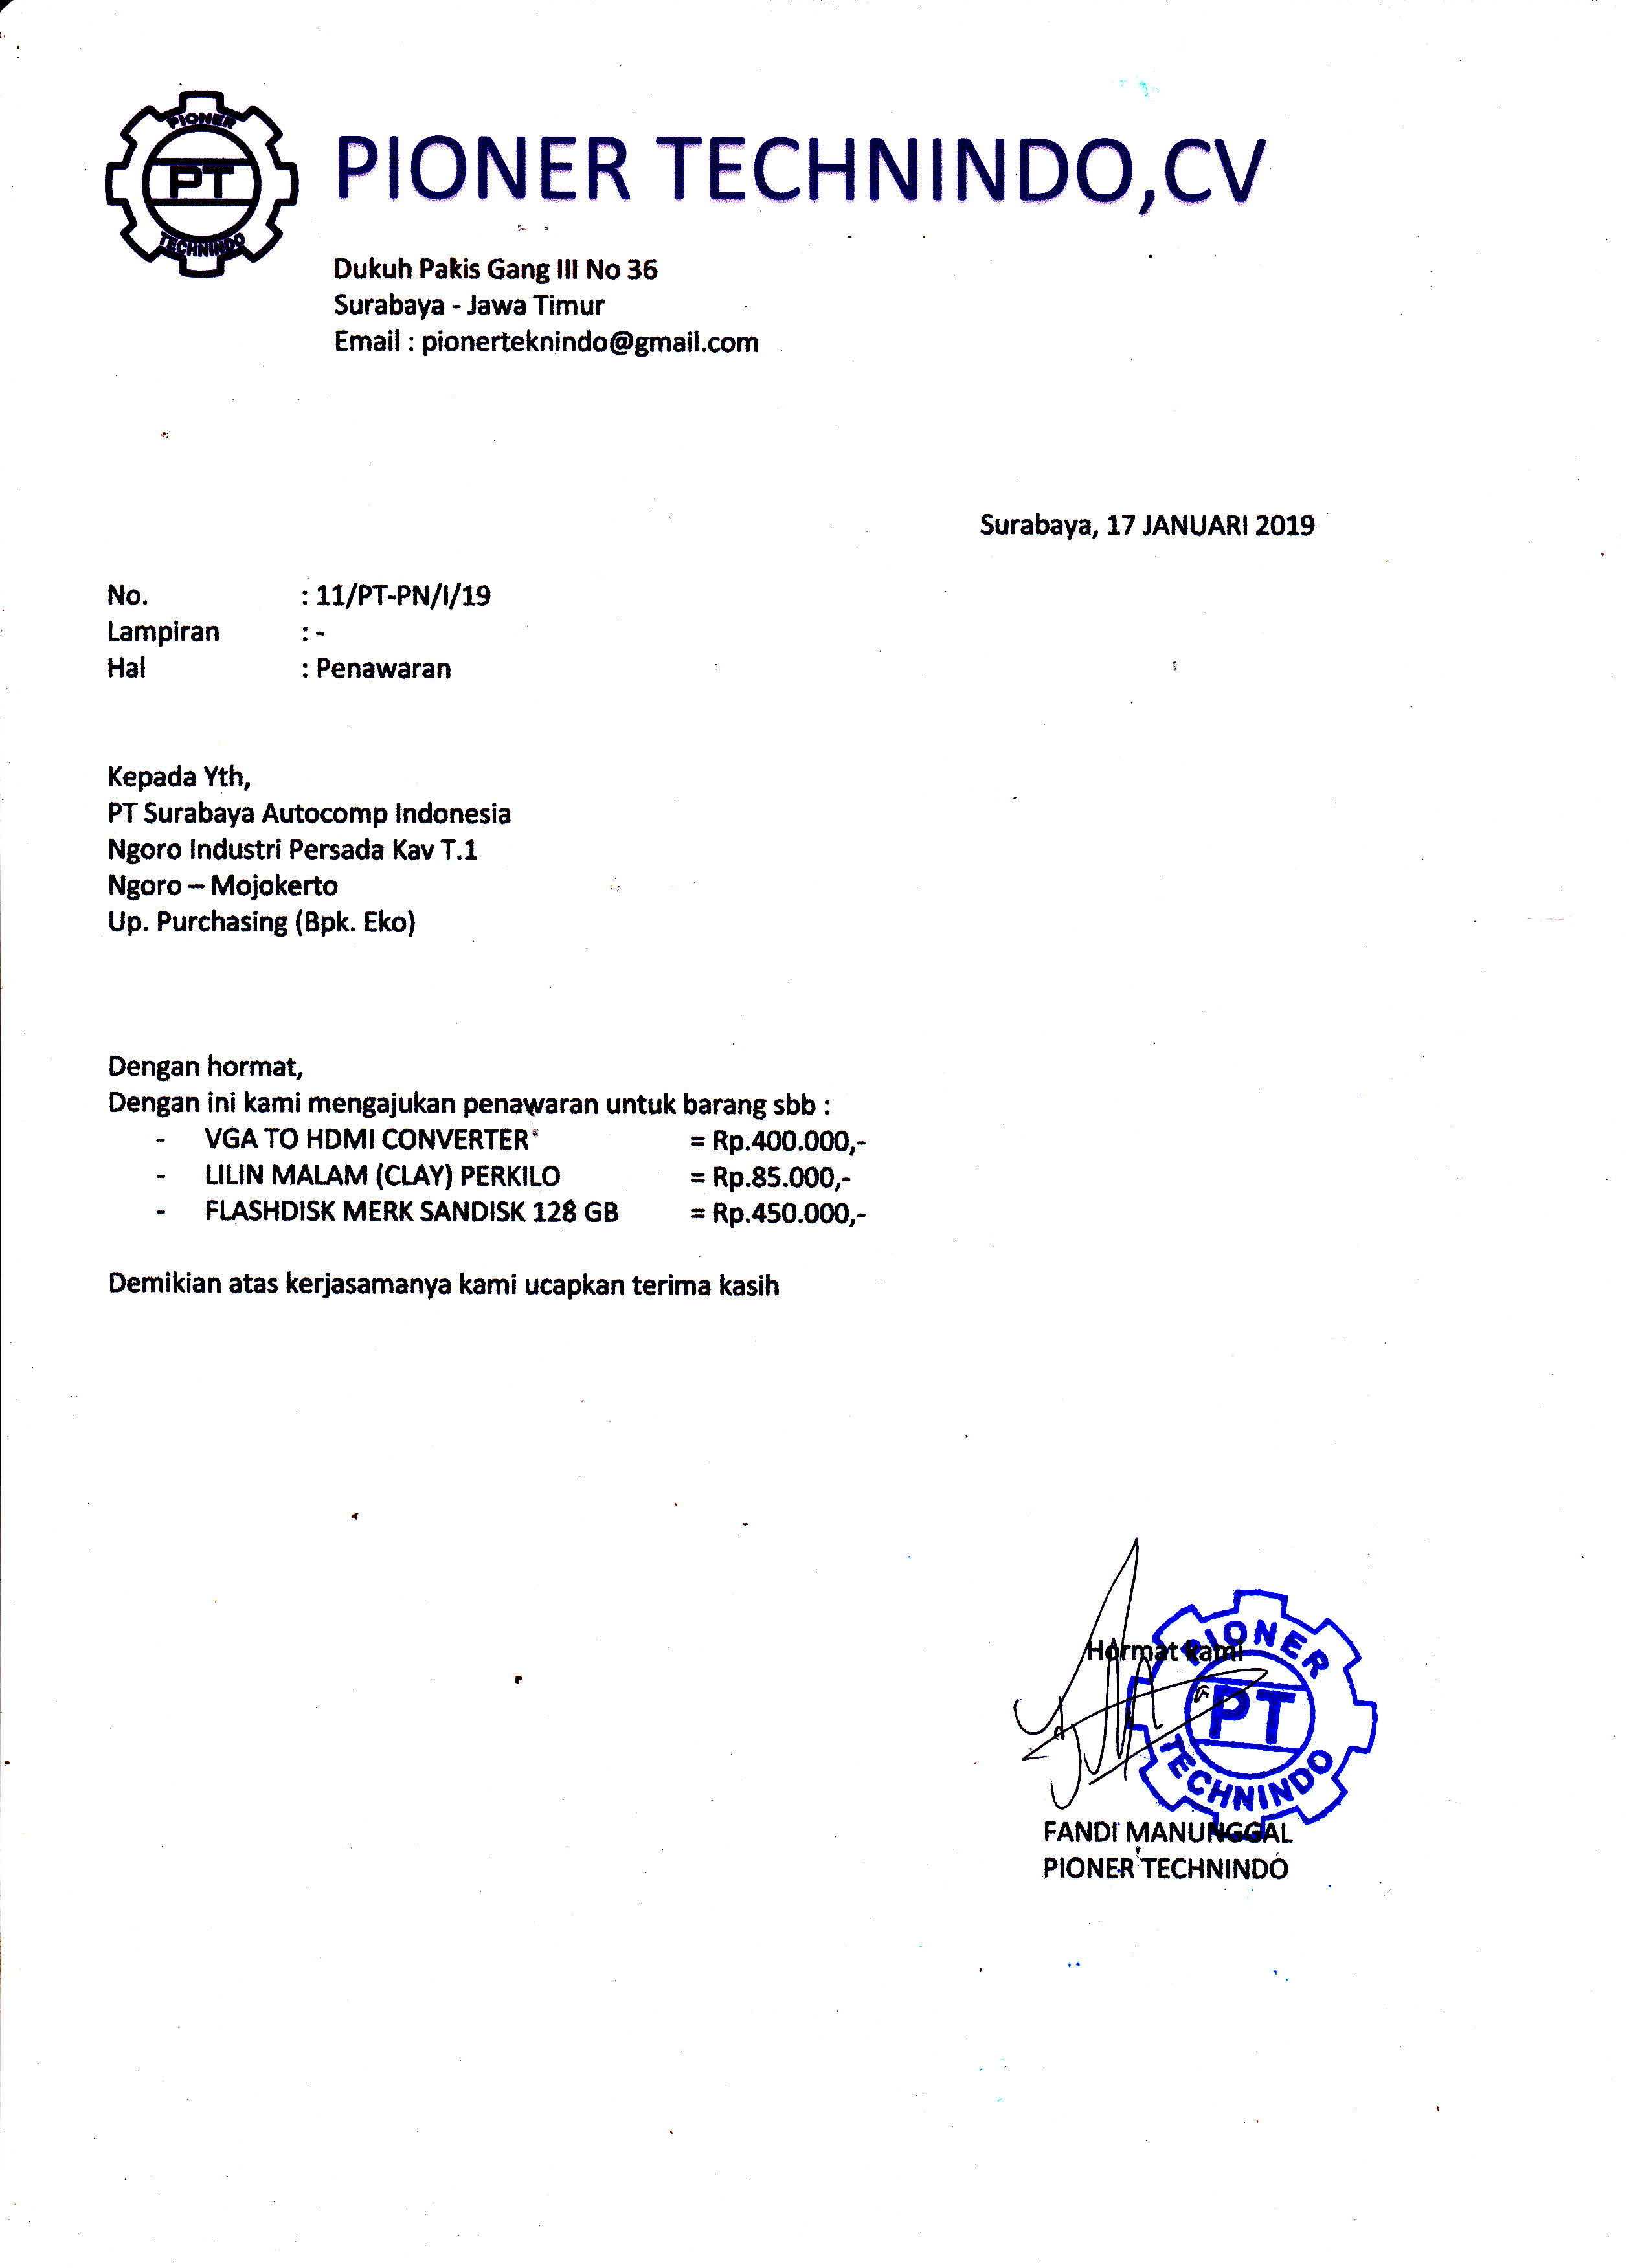 PIONER
PT
TECHNINDO
PIONER TECHNINDO,CV
Dukuh Pakis Gang III No 36
Surabaya - Jawa Timur
Email : pionerteknindo@gmail.com
Surabaya, 17 JANUARI 2019
No. : 11/PT-PN/I/19
Lampiran : -
Hal : Penawaran
Kepada Yth,
PT Surabaya Autocomp Indonesia
Ngoro Industri Persada Kav T.1
Ngoro – Mojokerto
Up. Purchasing (Bpk. Eko)
Dengan hormat,
Dengan ini kami mengajukan penawaran untuk barang sbb :
- VGA TO HDMI CONVERTER = Rp.400.000,-
- LILIN MALAM (CLAY) PERKILO = Rp.85.000,-
- FLASHDISK MERK SANDISK 128 GB = Rp.450.000,-
Demikian atas kerjasamanya kami ucapkan terima kasih
Hormat kami
PIONER
PT
TECHNINDO
FANDI MANUNGGAL
PIONER TECHNINDO